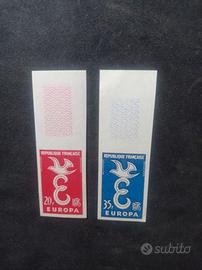 REPUBLIQUE FRANÇAISE
20F
EUROPA
REPUBLIQUE FRANÇAISE
35F
EUROPA
subito